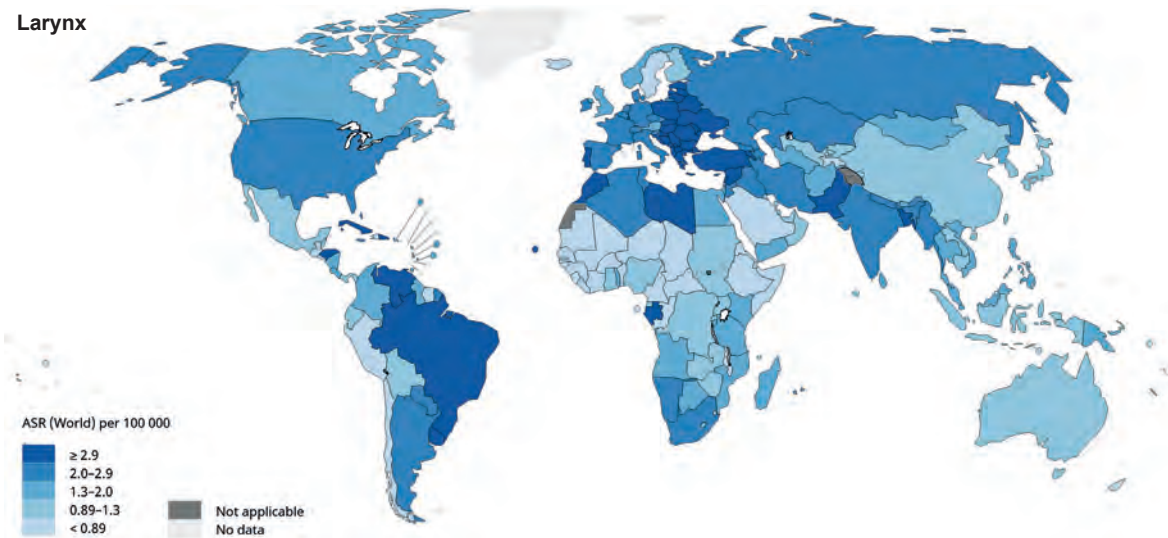 Larynx
ASR (World) per 100 000
≥ 2.9
2.0–2.9
1.3–2.0
0.89–1.3
< 0.89
Not applicable
No data